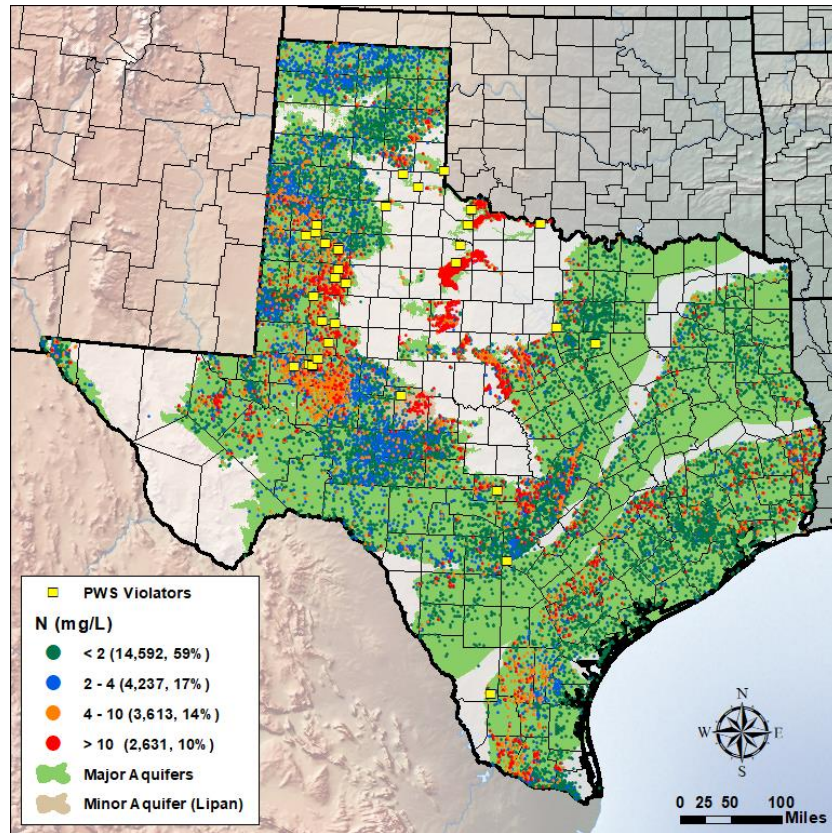 PWS Violators
N (mg/L)
< 2 (14,592, 59%)
2 - 4 (4,237, 17%)
4 - 10 (3,613, 14%)
> 10 (2,631, 10%)
Major Aquifers
Minor Aquifer (Lipan)
N
W E
S
0 25 50 100
Miles